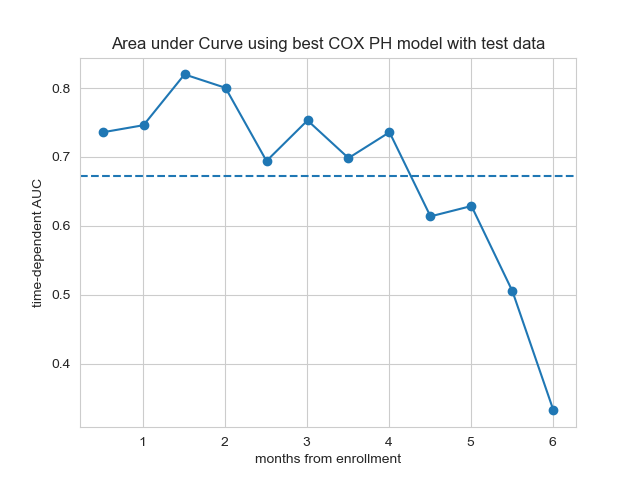 Area under Curve using best COX PH model with test data
time-dependent AUC
0.8
0.7
0.6
0.5
0.4
1 2 3 4 5 6
months from enrollment